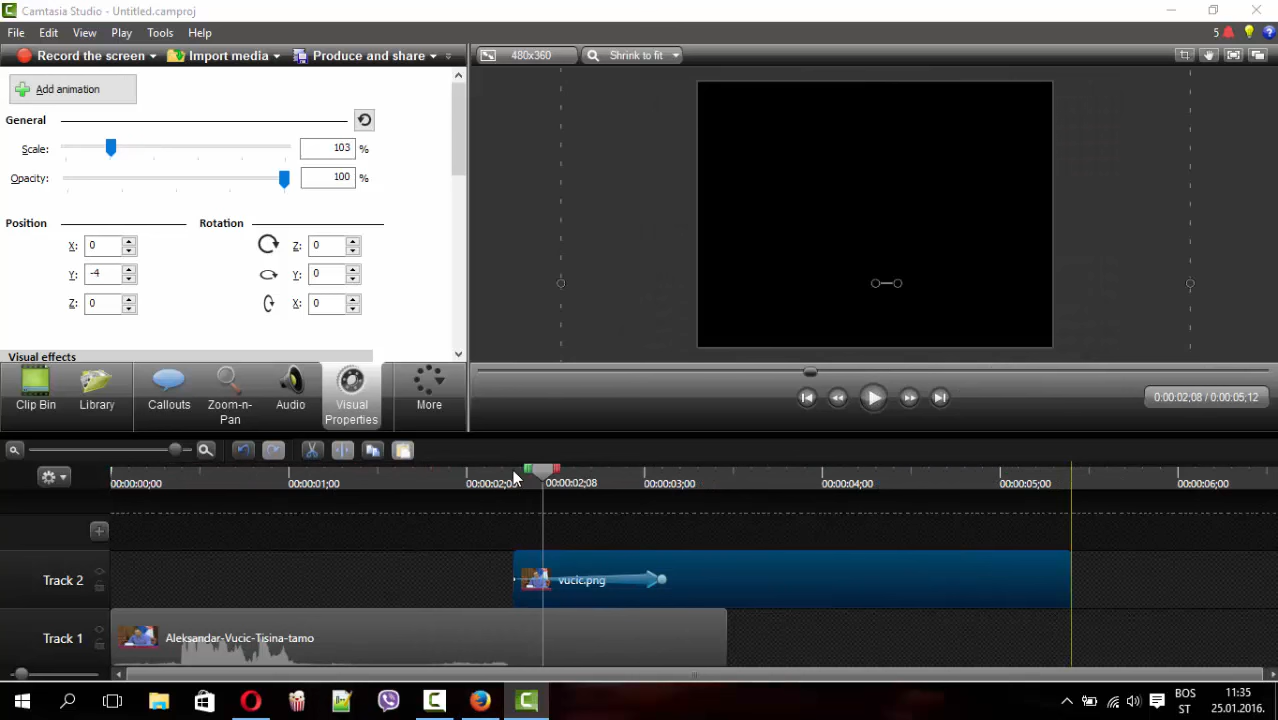 Camtasia Studio - Untitled.camproj
File Edit View Play Tools Help
5
Record the screen Import media Produce and share
480x360 Shrink to fit
Add animation
General
Scale: 103 %
Opacity: 100 %
Position Rotation
X: 0 Z: 0
Y: -4 Y: 0
Z: 0 X: 0
Visual effects
Clip Bin Library Callouts Zoom-n-Pan Audio Visual Properties More
0:00:02;08 / 0:00:05;12
00:00:00;00 00:00:01;00 00:00:02;0 00:00:02;08 00:00:03;00 00:00:04;00 00:00:05;00 00:00:06;00
Track 2 vucic.png
Track 1 Aleksandar-Vucic-Tisina-tamo
BOS 11:35
ST 25.01.2016.